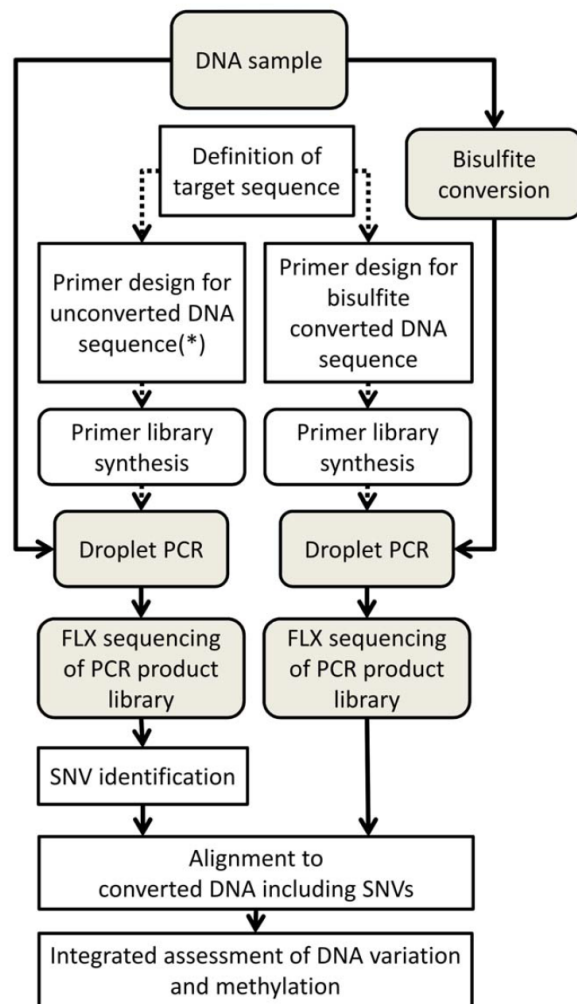 DNA sample
Definition of
target sequence
Bisulfite
conversion
Primer design for
unconverted DNA
sequence(*)
Primer design for
bisulfite
converted DNA
sequence
Primer library
synthesis
Primer library
synthesis
Droplet PCR
Droplet PCR
FLX sequencing
of PCR product
library
FLX sequencing
of PCR product
library
SNV identification
Alignment to
converted DNA including SNVs
Integrated assessment of DNA variation
and methylation